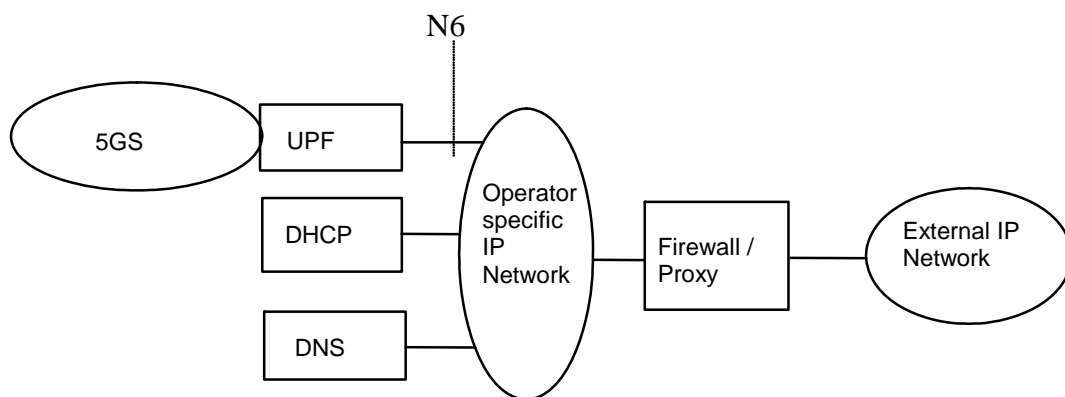 N6
5GS
UPF
DHCP
DNS
Operator
specific
IP
Network
Firewall /
Proxy
External IP
Network